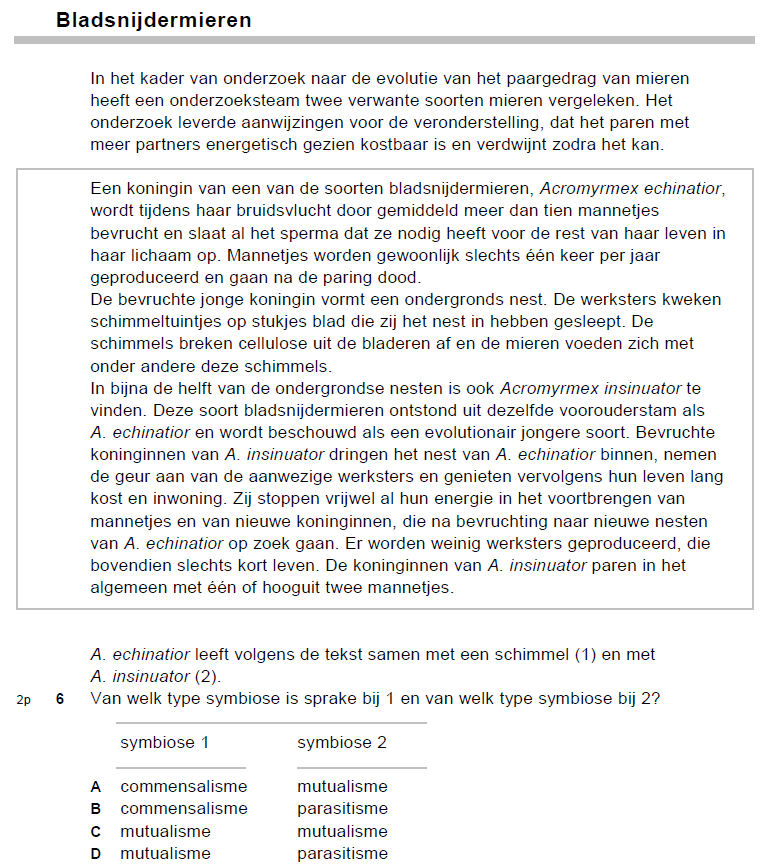 Bladsnijdermieren
In het kader van onderzoek naar de evolutie van het paargedrag van mieren
heeft een onderzoeksteam twee verwante soorten mieren vergeleken. Het
onderzoek leverde aanwijzingen voor de veronderstelling, dat het paren met
meer partners energetisch gezien kostbaar is en verdwijnt zodra het kan.
Een koningin van een van de soorten bladsnijdermieren, Acromyrmex echinatior,
wordt tijdens haar bruidsvlucht door gemiddeld meer dan tien mannetjes
bevrucht en slaat al het sperma dat ze nodig heeft voor de rest van haar leven in
haar lichaam op. Mannetjes worden gewoonlijk slechts één keer per jaar
geproduceerd en gaan na de paring dood.
De bevruchte jonge koningin vormt een ondergronds nest. De werksters kweken
schimmeltuintjes op stukjes blad die zij het nest in hebben gesleept. De
schimmels breken cellulose uit de bladeren af en de mieren voeden zich met
onder andere deze schimmels.
In bijna de helft van de ondergrondse nesten is ook Acromyrmex insinuator te
vinden. Deze soort bladsnijdermieren ontstond uit dezelfde voorouderstam als
A. echinatior en wordt beschouwd als een evolutionair jongere soort. Bevruchte
koninginnen van A. insinuator dringen het nest van A. echinatior binnen, nemen
de geur aan van de aanwezige werksters en genieten vervolgens hun leven lang
kost en inwoning. Zij stoppen vrijwel al hun energie in het voortbrengen van
mannetjes en van nieuwe koninginnen, die na bevruchting naar nieuwe nesten
van A. echinatior op zoek gaan. Er worden weinig werksters geproduceerd, die
bovendien slechts kort leven. De koninginnen van A. insinuator paren in het
algemeen met één of hooguit twee mannetjes.
A. echinatior leeft volgens de tekst samen met een schimmel (1) en met
A. insinuator (2).
2p 6 Van welk type symbiose is sprake bij 1 en van welk type symbiose bij 2?
symbiose 1 symbiose 2
A commensalisme mutualisme
B commensalisme parasitisme
C mutualisme mutualisme
D mutualisme parasitisme